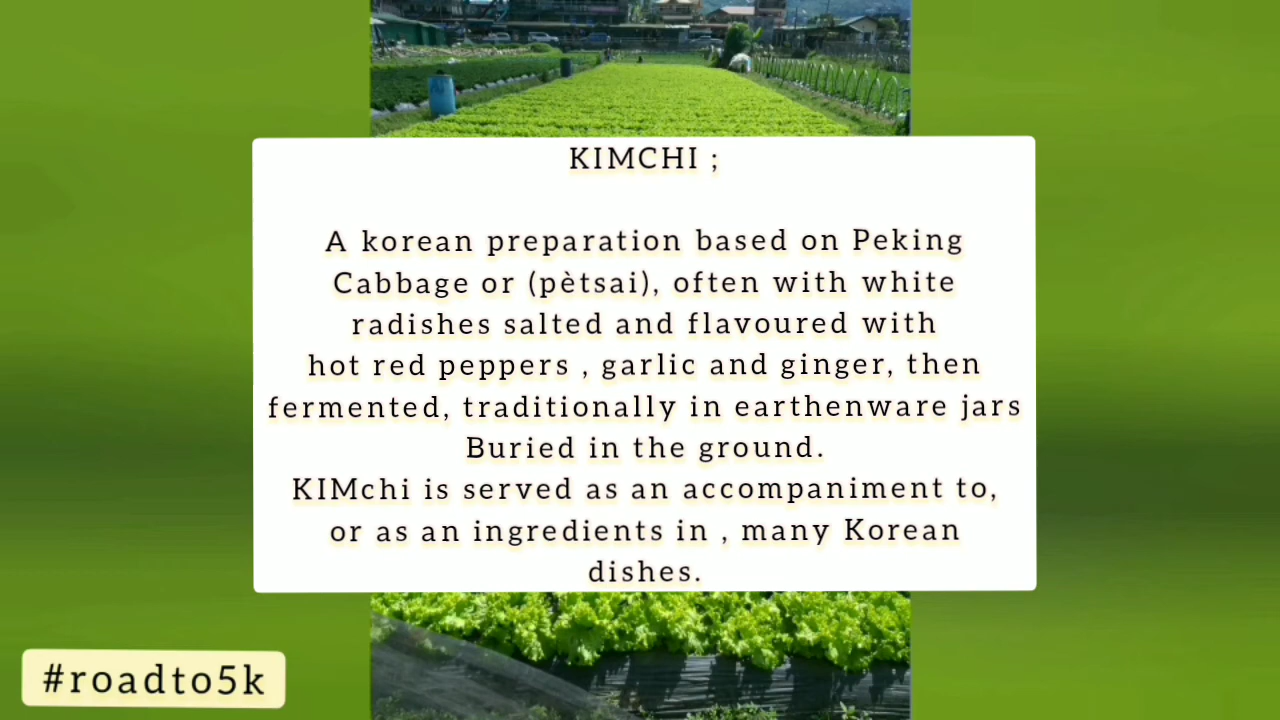 KIMCHI ;
A korean preparation based on Peking
Cabbage or (pètsai), often with white
radishes salted and flavoured with
hot red peppers , garlic and ginger, then
fermented, traditionally in earthenware jars
Buried in the ground.
KIMchi is served as an accompaniment to,
or as an ingredients in , many Korean
dishes.
#roadto5k